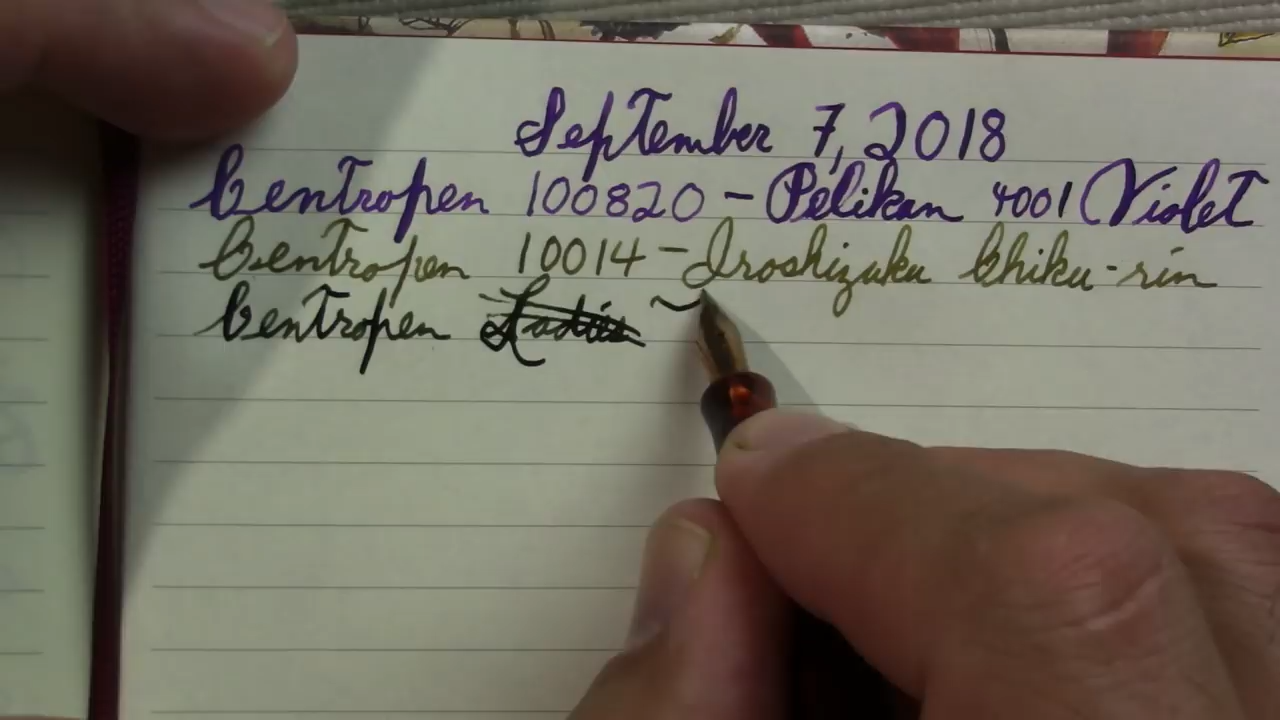 September 7, 2018
Centropen 100820 - Pelikan 4001 Violet
Centropen 10014 - Iroshizuku Chiku-rin
Centropen